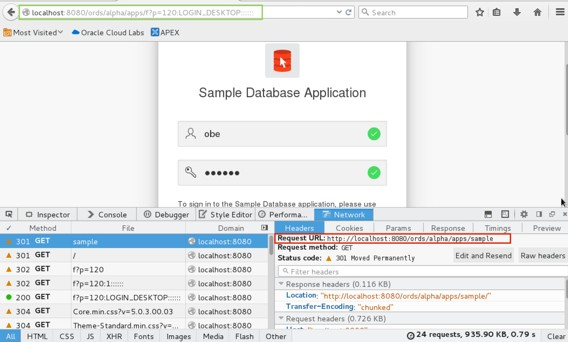 localhost:8080/ords/alpha/apps/f?p=120:LOGIN_DESKTOP::::::
Search
Most Visited Oracle Cloud Labs APEX
Sample Database Application
obe
••••••
To sign in to the Sample Database application, please use
Inspector Console Debugger Style Editor Performa... Network
✓ Method File Domain Headers Cookies Params Response Timings Preview
301 GET sample localhost:8080
Request URL: http://localhost:8080/ords/alpha/apps/sample
Request method: GET
301 GET / localhost:8080
Status code: 301 Moved Permanently Edit and Resend Raw headers
302 GET f?p=120 localhost:8080
Filter headers
302 GET f?p=120:1:::::: localhost:8080
Response headers (0.116 KB)
200 GET f?p=120:LOGIN_DESKTOP:::::: localhost:8080
Location: "http://localhost:8080/ords/alpha/apps/sample/"
304 GET Core.min.css?v=5.0.3.00.03 localhost:8080
Transfer-Encoding: "chunked"
304 GET Theme-Standard.min.css?v=... localhost:8080
Request headers (0.726 KB)
All HTML CSS JS XHR Fonts Images Media Flash Other 24 requests, 935.90 KB, 0.79 s Clear